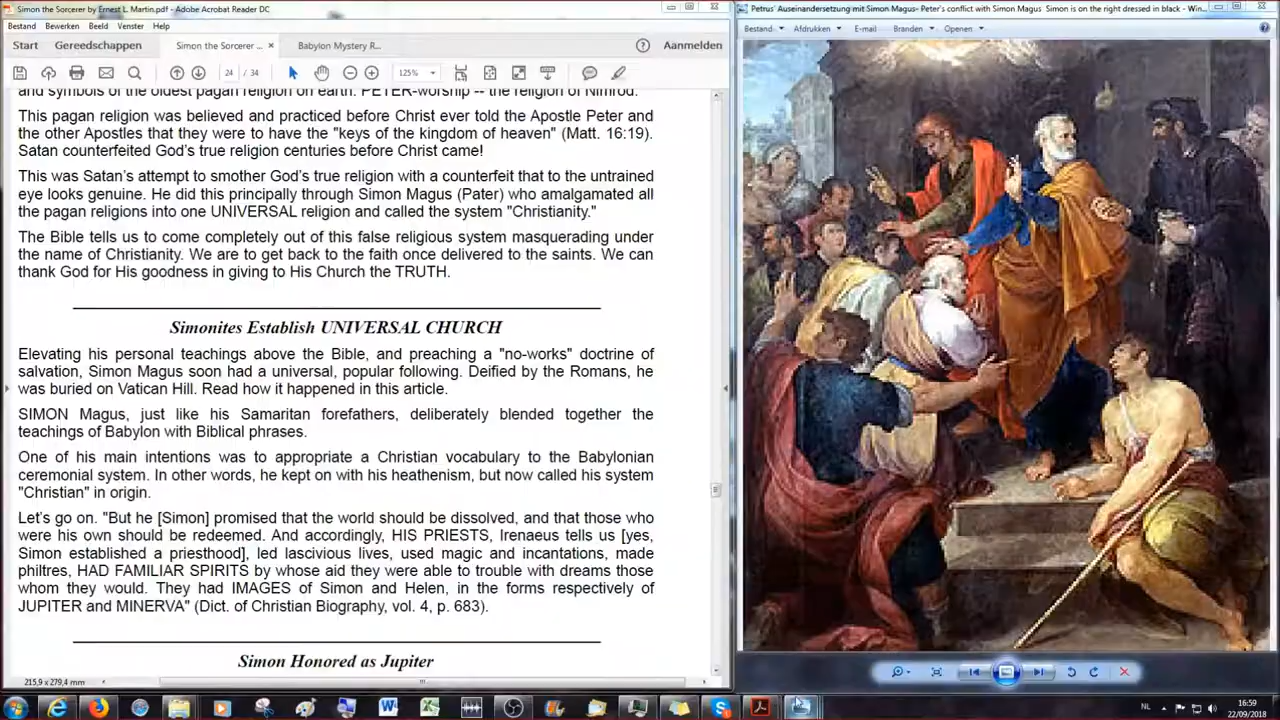 Simon the Sorcerer by Ernest L. Martin.pdf - Adobe Acrobat Reader DC
Bestand Bewerken Beeld Venster Help
Start Gereedschappen Simon the Sorcerer ... × Babylon Mystery R... Aanmelden
24 / 34 125%
and symbols of the oldest pagan religion on earth. PETER-worship -- the religion of Nimrod.
This pagan religion was believed and practiced before Christ ever told the Apostle Peter and
the other Apostles that they were to have the "keys of the kingdom of heaven" (Matt. 16:19).
Satan counterfeited God's true religion centuries before Christ came!
This was Satan's attempt to smother God's true religion with a counterfeit that to the untrained
eye looks genuine. He did this principally through Simon Magus (Pater) who amalgamated all
the pagan religions into one UNIVERSAL religion and called the system "Christianity."
The Bible tells us to come completely out of this false religious system masquerading under
the name of Christianity. We are to get back to the faith once delivered to the saints. We can
thank God for His goodness in giving to His Church the TRUTH.
Simonites Establish UNIVERSAL CHURCH
Elevating his personal teachings above the Bible, and preaching a "no-works" doctrine of
salvation, Simon Magus soon had a universal, popular following. Deified by the Romans, he
was buried on Vatican Hill. Read how it happened in this article.
SIMON Magus, just like his Samaritan forefathers, deliberately blended together the
teachings of Babylon with Biblical phrases.
One of his main intentions was to appropriate a Christian vocabulary to the Babylonian
ceremonial system. In other words, he kept on with his heathenism, but now called his system
"Christian" in origin.
Let's go on. "But he [Simon] promised that the world should be dissolved, and that those who
were his own should be redeemed. And accordingly, HIS PRIESTS, Irenaeus tells us [yes,
Simon established a priesthood], led lascivious lives, used magic and incantations, made
philtres, HAD FAMILIAR SPIRITS by whose aid they were able to trouble with dreams those
whom they would. They had IMAGES of Simon and Helen, in the forms respectively of
JUPITER and MINERVA" (Dict. of Christian Biography, vol. 4, p. 683).
Simon Honored as Jupiter
215,9 x 279,4 mm
Petrus' Auseinandersetzung mit Simon Magus- Peter's conflict with Simon Magus Simon is on the right dressed in black - Win...
Bestand Afdrukken E-mail Branden Openen
NL
16:59
22/09/2018